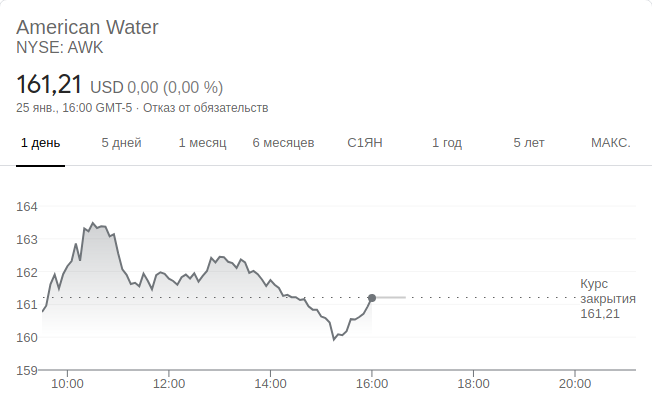 American Water
NYSE: AWK
161,21 USD 0,00 (0,00 %)
25 янв., 16:00 GMT-5 · Отказ от обязательств
1 день 5 дней 1 месяц 6 месяцев С1ЯН 1 год 5 лет МАКС.
164
163
162
161
160
159
Курс
закрытия
161,21
10:00 12:00 14:00 16:00 18:00 20:00